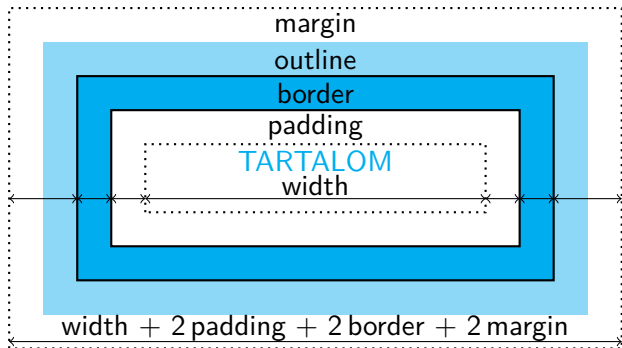 margin
outline
border
padding
TARTALOM
width
width + 2 padding + 2 border + 2 margin